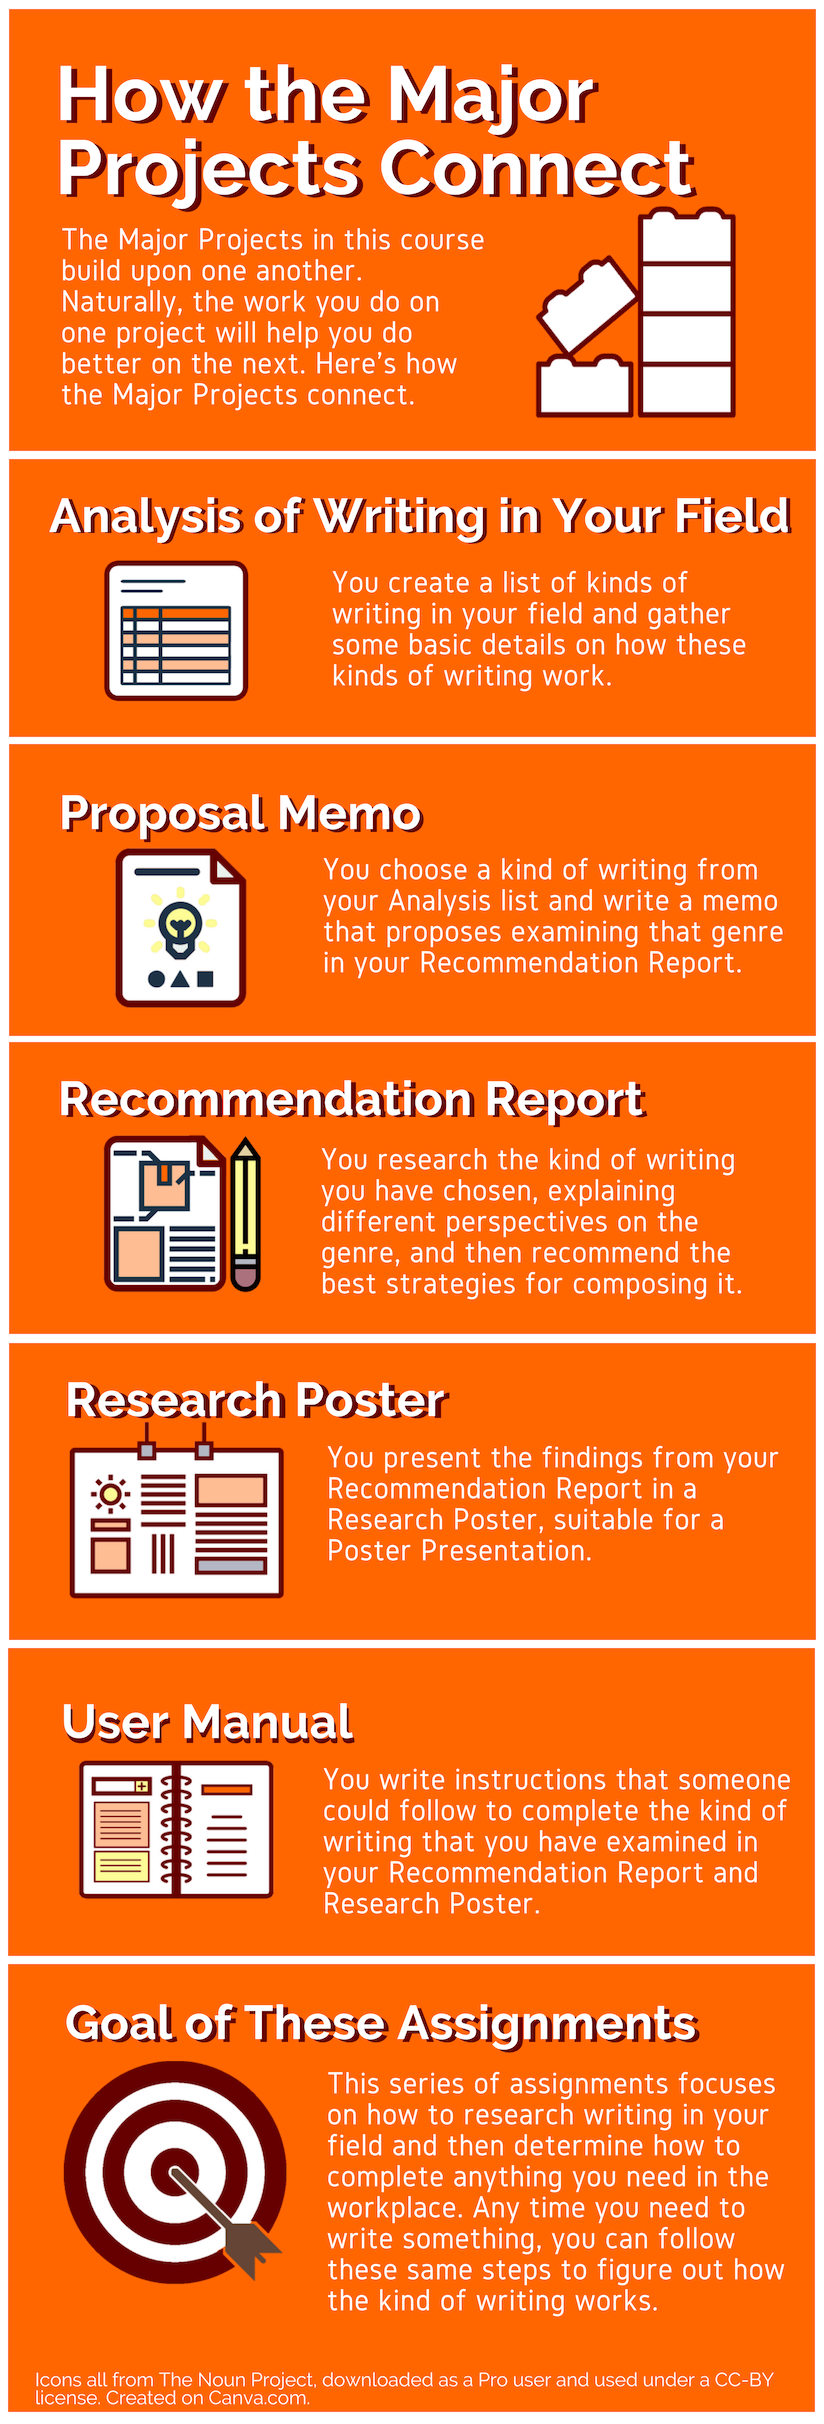 How the Major
Projects Connect
The Major Projects in this course
build upon one another.
Naturally, the work you do on
one project will help you do
better on the next. Here's how
the Major Projects connect.
Analysis of Writing in Your Field
You create a list of kinds of
writing in your field and gather
some basic details on how these
kinds of writing work.
Proposal Memo
You choose a kind of writing from
your Analysis list and write a memo
that proposes examining that genre
in your Recommendation Report.
Recommendation Report
You research the kind of writing
you have chosen, explaining
different perspectives on the
genre, and then recommend the
best strategies for composing it.
Research Poster
You present the findings from your
Recommendation Report in a
Research Poster, suitable for a
Poster Presentation.
User Manual
You write instructions that someone
could follow to complete the kind of
writing that you have examined in
your Recommendation Report and
Research Poster.
Goal of These Assignments
This series of assignments focuses
on how to research writing in your
field and then determine how to
complete anything you need in the
workplace. Any time you need to
write something, you can follow
these same steps to figure out how
the kind of writing works.
Icons all from The Noun Project, downloaded as a Pro user and used under a CC-BY
license. Created on Canva.com.